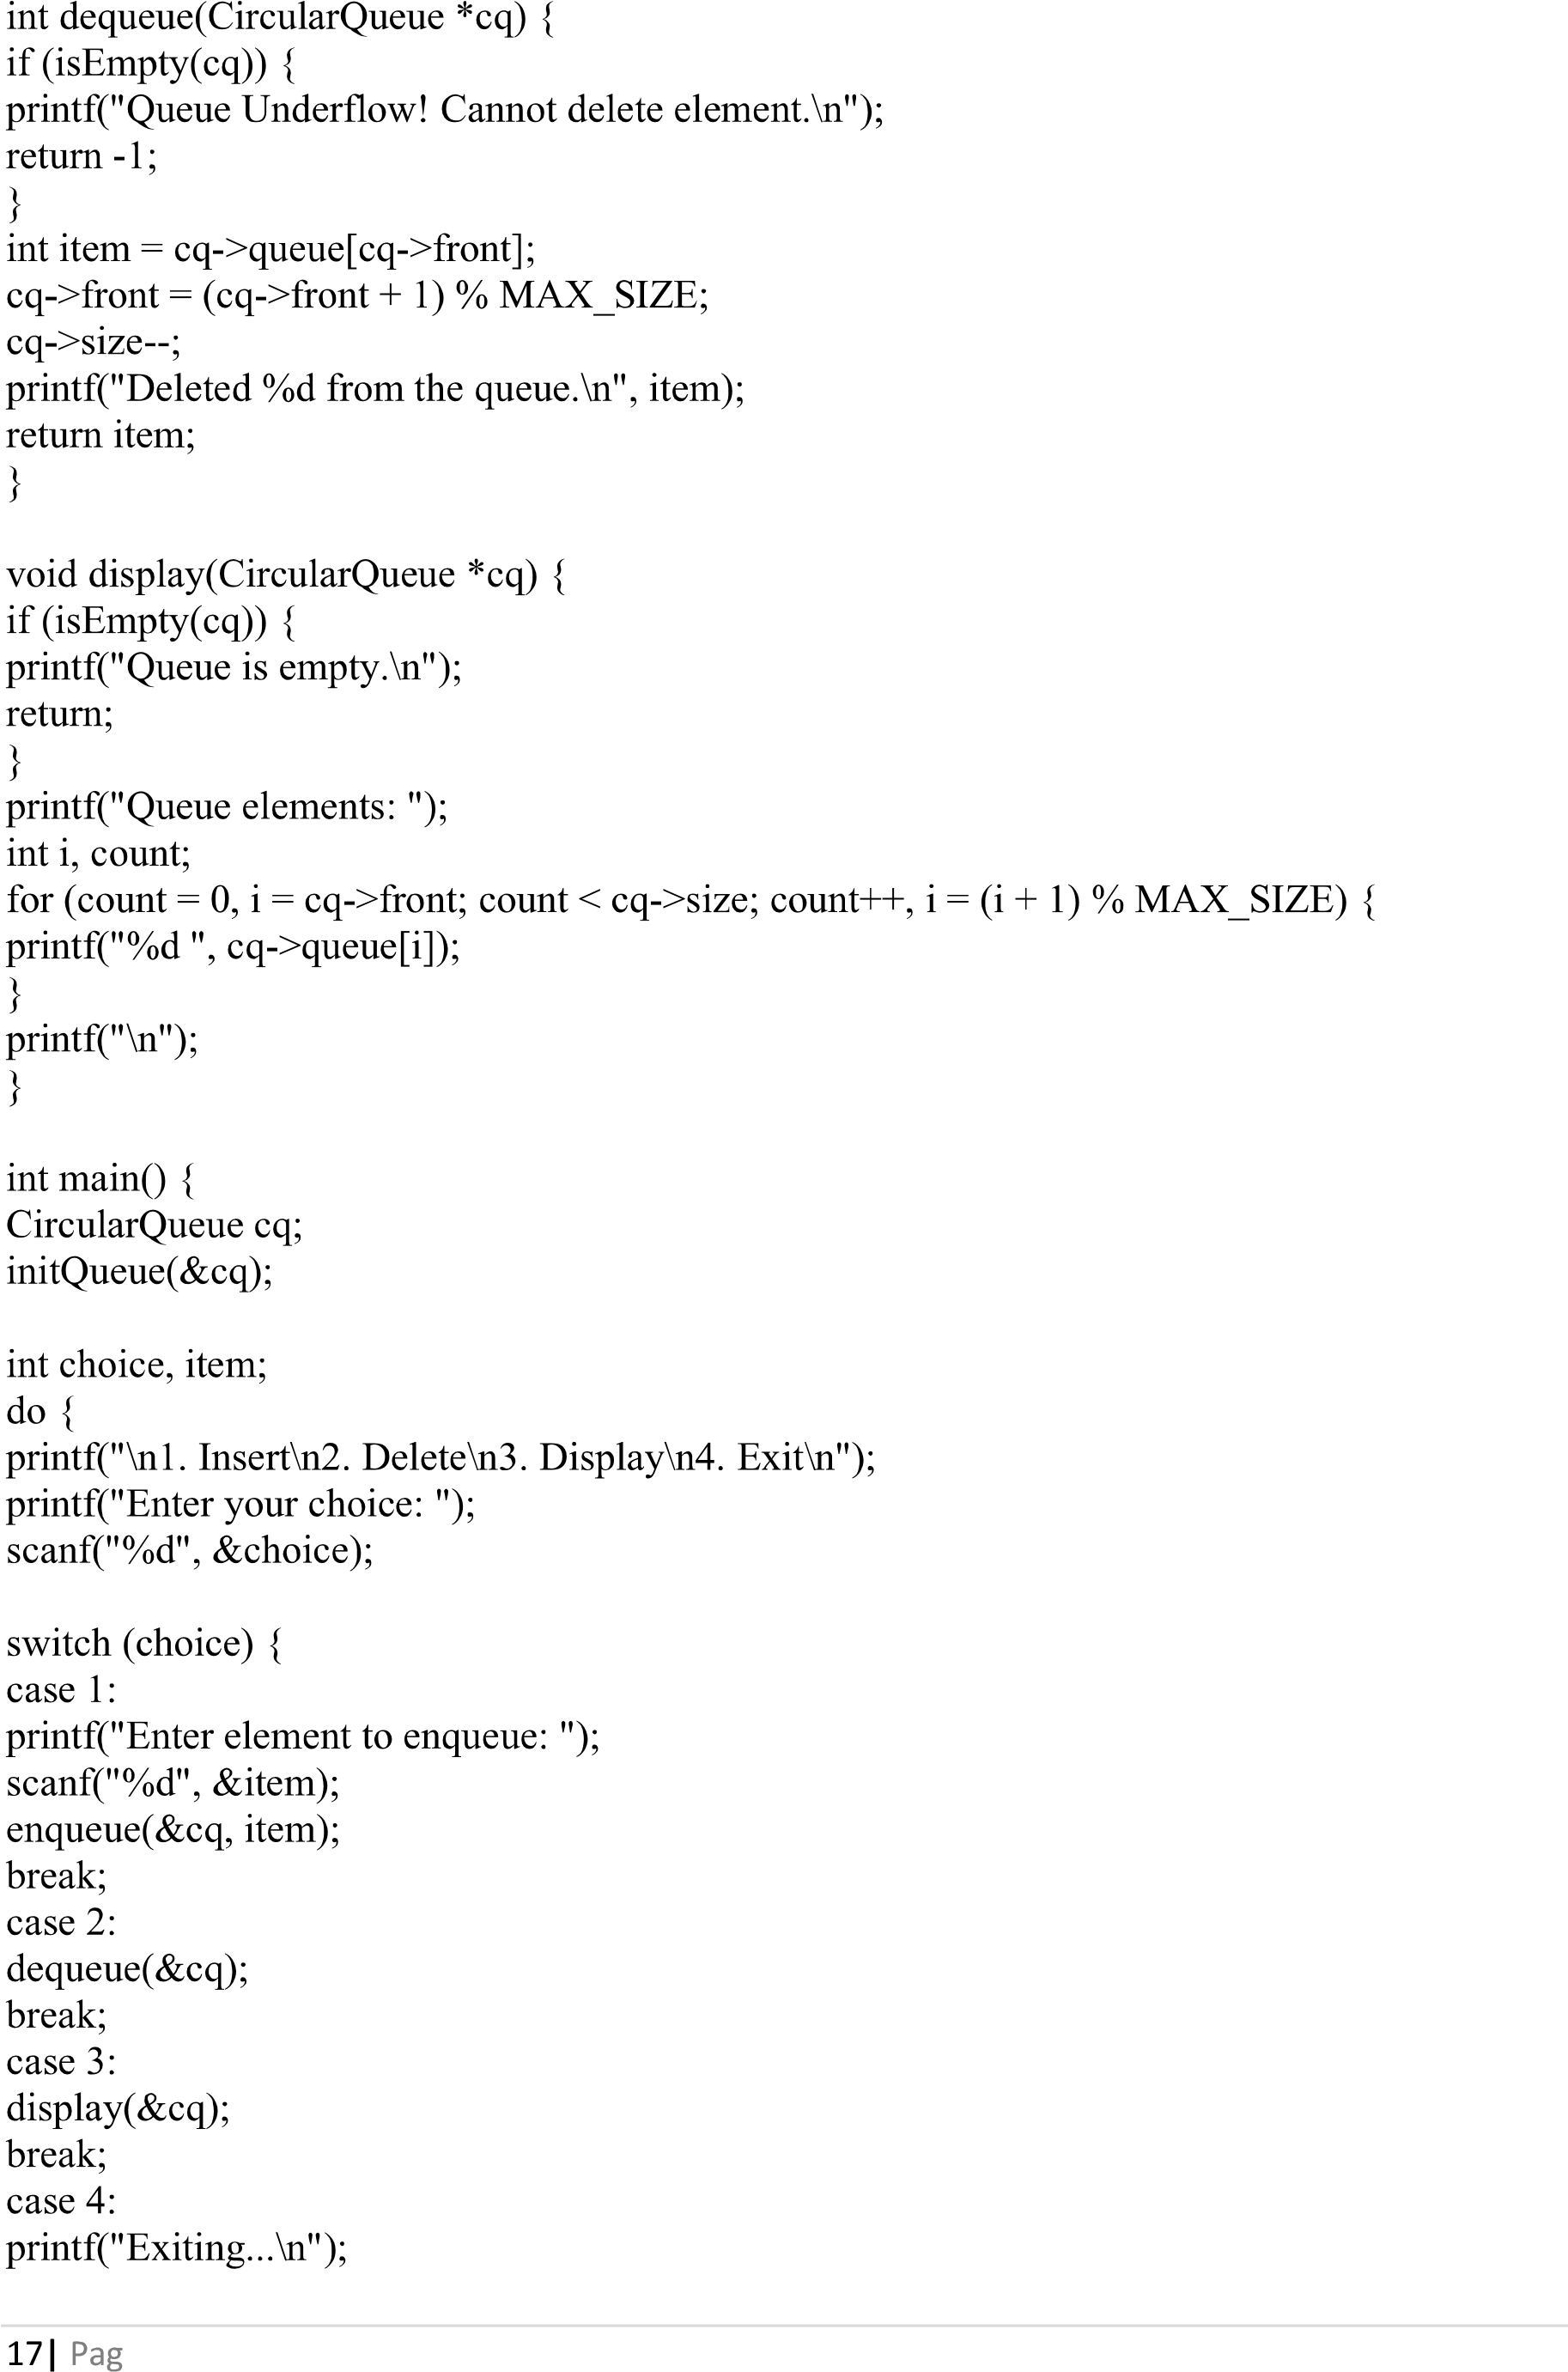 int dequeue(CircularQueue *cq) {
if (isEmpty(cq)) {
printf("Queue Underflow! Cannot delete element.\n");
return -1;
}
int item = cq->queue[cq->front];
cq->front = (cq->front + 1) % MAX_SIZE;
cq->size--;
printf("Deleted %d from the queue.\n", item);
return item;
}

void display(CircularQueue *cq) {
if (isEmpty(cq)) {
printf("Queue is empty.\n");
return;
}
printf("Queue elements: ");
int i, count;
for (count = 0, i = cq->front; count < cq->size; count++, i = (i + 1) % MAX_SIZE) {
printf("%d ", cq->queue[i]);
}
printf("\n");
}

int main() {
CircularQueue cq;
initQueue(&cq);

int choice, item;
do {
printf("\n1. Insert\n2. Delete\n3. Display\n4. Exit\n");
printf("Enter your choice: ");
scanf("%d", &choice);

switch (choice) {
case 1:
printf("Enter element to enqueue: ");
scanf("%d", &item);
enqueue(&cq, item);
break;
case 2:
dequeue(&cq);
break;
case 3:
display(&cq);
break;
case 4:
printf("Exiting...\n");

17| Pag